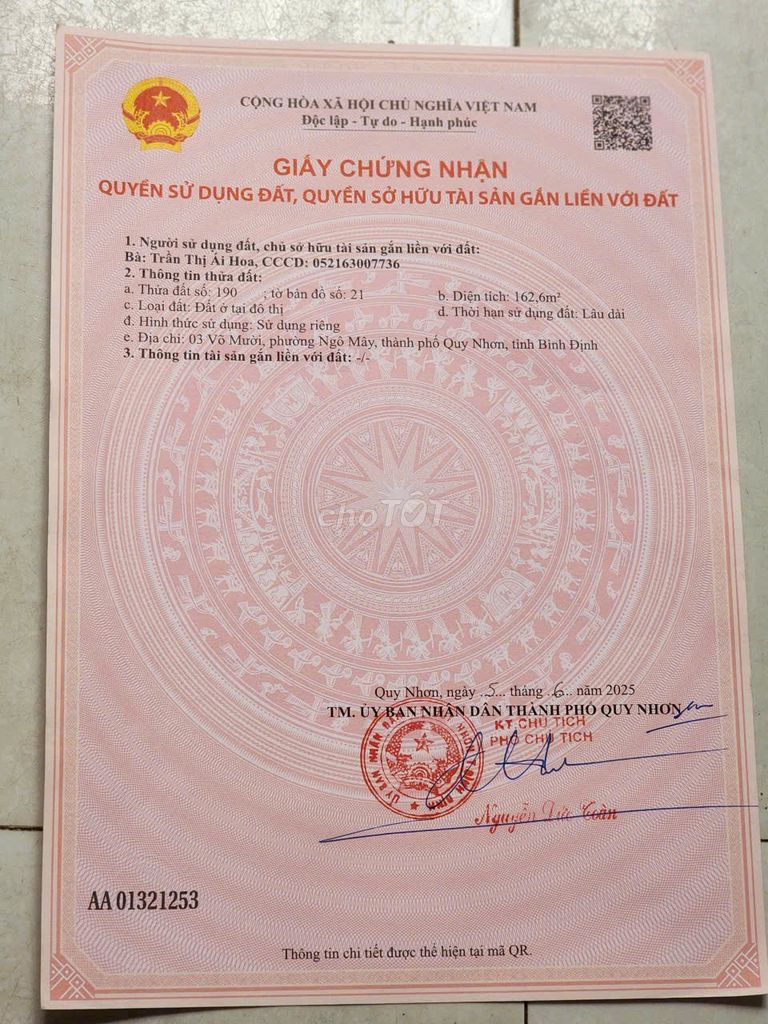 CỘNG HÒA XÃ HỘI CHỦ NGHĨA VIỆT NAM
Độc lập - Tự do - Hạnh phúc
GIẤY CHỨNG NHẬN
QUYỀN SỬ DỤNG ĐẤT, QUYỀN SỞ HỮU TÀI SẢN GẮN LIỀN VỚI ĐẤT
1. Người sử dụng đất, chủ sở hữu tài sản gắn liền với đất:
Bà: Trần Thị Ái Hoa, CCCD: 052163007736
2. Thông tin thửa đất:
a. Thửa đất số: 190 ; tờ bản đồ số: 21 b. Diện tích: 162,6m²
c. Loại đất: Đất ở tại đô thị d. Thời hạn sử dụng đất: Lâu dài
đ. Hình thức sử dụng: Sử dụng riêng
e. Địa chỉ: 03 Võ Mười, phường Ngô Mây, thành phố Quy Nhơn, tỉnh Bình Định
3. Thông tin tài sản gắn liền với đất: -/-
choTỐT
Quy Nhơn, ngày 5 tháng 6 năm 2025
TM. ỦY BAN NHÂN DÂN THÀNH PHỐ QUY NHƠN
KT CHỦ TỊCH
PHÓ CHỦ TỊCH
Nguyễn Đức Toàn
AA 01321253
Thông tin chi tiết được thể hiện tại mã QR.